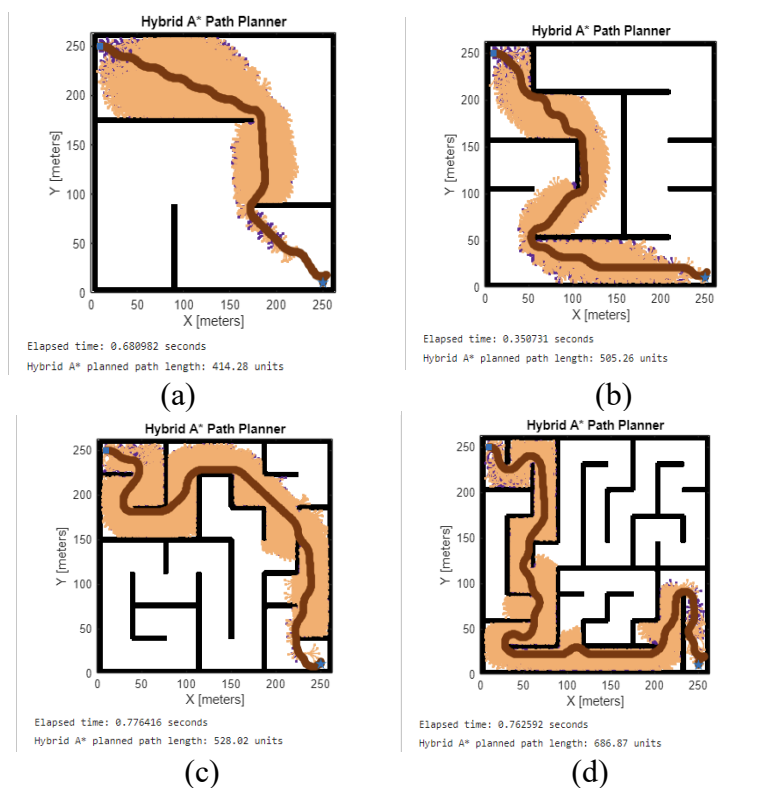 Hybrid A* Path Planner
250
200
150
100
50
0
Y [meters]
0 50 100 150 200 250
X [meters]
Elapsed time: 0.680982 seconds
Hybrid A* planned path length: 414.28 units
(a)
Hybrid A* Path Planner
250
200
150
100
50
0
Y [meters]
0 50 100 150 200 250
X [meters]
Elapsed time: 0.350731 seconds
Hybrid A* planned path length: 505.26 units
(b)
Hybrid A* Path Planner
250
200
150
100
50
0
Y [meters]
0 50 100 150 200 250
X [meters]
Elapsed time: 0.776416 seconds
Hybrid A* planned path length: 528.02 units
(c)
Hybrid A* Path Planner
250
200
150
100
50
0
Y [meters]
0 50 100 150 200 250
X [meters]
Elapsed time: 0.762592 seconds
Hybrid A* planned path length: 686.87 units
(d)